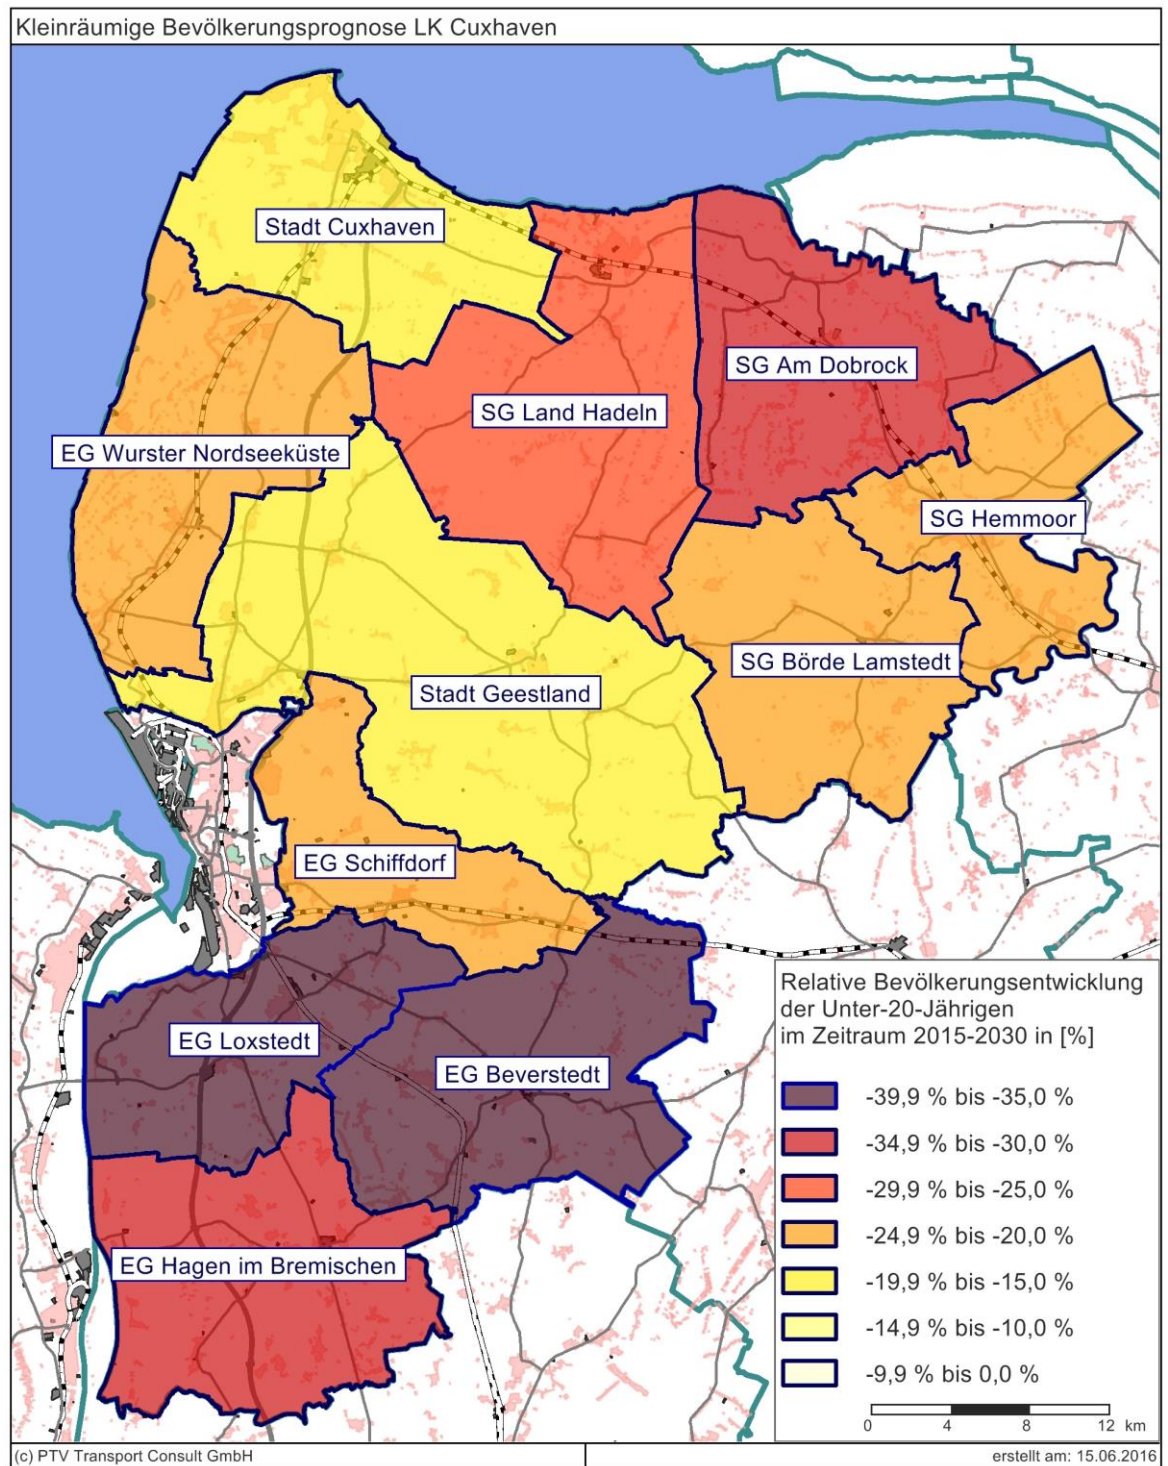 Kleinräumige Bevölkerungsprognose LK Cuxhaven
Stadt Cuxhaven
SG Am Dobrock
SG Land Hadeln
EG Wurster Nordseeküste
SG Hemmoor
SG Börde Lamstedt
Stadt Geestland
EG Schiffdorf
EG Loxstedt
EG Beverstedt
EG Hagen im Bremischen
Relative Bevölkerungsentwicklung
der Unter-20-Jährigen
im Zeitraum 2015-2030 in [%]
-39,9 % bis -35,0 %
-34,9 % bis -30,0 %
-29,9 % bis -25,0 %
-24,9 % bis -20,0 %
-19,9 % bis -15,0 %
-14,9 % bis -10,0 %
-9,9 % bis 0,0 %
0 4 8 12 km
(c) PTV Transport Consult GmbH
erstellt am: 15.06.2016